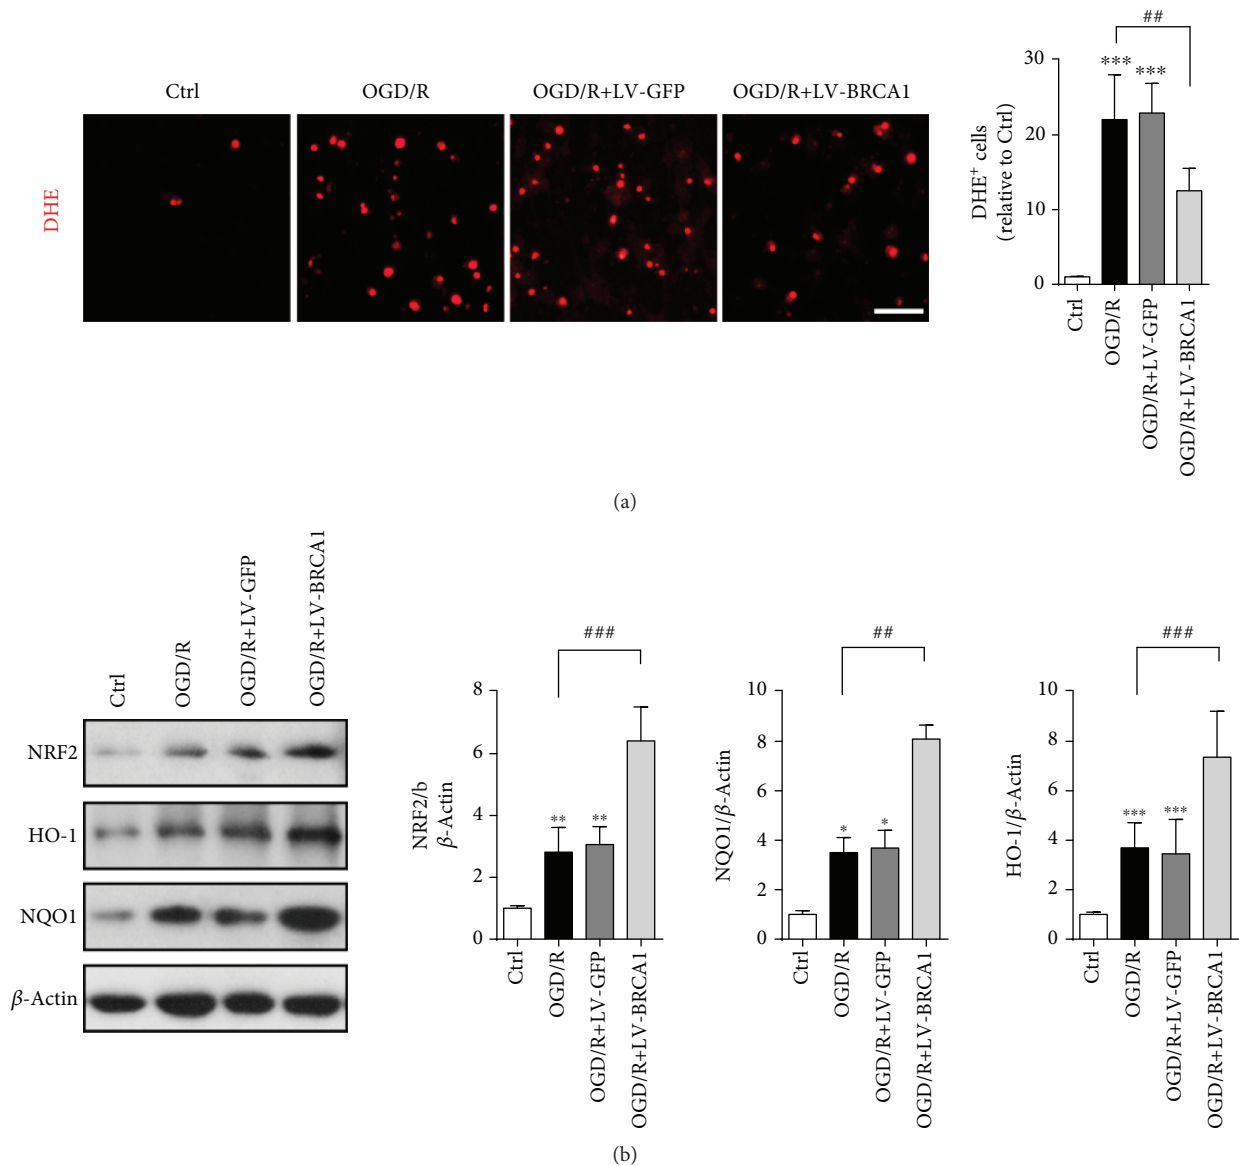 Ctrl
OGD/R
OGD/R+LV-GFP
OGD/R+LV-BRCA1
DHE
##
DHE+ cells
(relative to Ctrl)
30
20
10
0
***
***
Ctrl
OGD/R
OGD/R+LV-GFP
OGD/R+LV-BRCA1
(a)
Ctrl
OGD/R
OGD/R+LV-GFP
OGD/R+LV-BRCA1
NRF2
HO-1
NQO1
β-Actin
###
NRF2/b
β-Actin
8
6
4
2
0
**
**
Ctrl
OGD/R
OGD/R+LV-GFP
OGD/R+LV-BRCA1
##
NQO1/β-Actin
10
8
6
4
2
0
*
*
Ctrl
OGD/R
OGD/R+LV-GFP
OGD/R+LV-BRCA1
###
HO-1/β-Actin
10
8
6
4
2
0
***
***
Ctrl
OGD/R
OGD/R+LV-GFP
OGD/R+LV-BRCA1
(b)